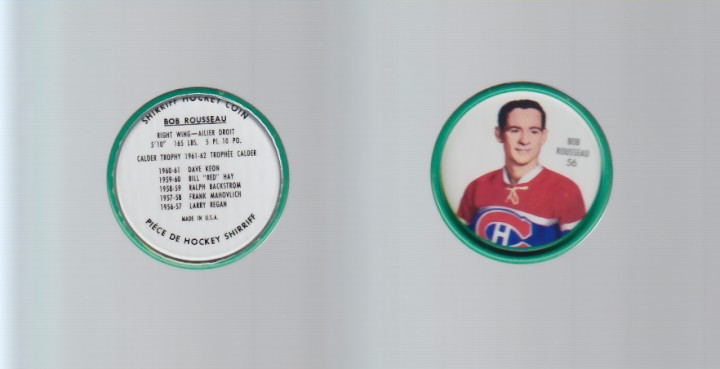 SHIRRIFF HOCKEY COIN
BOB ROUSSEAU
RIGHT WING—AILIER DROIT
5'10" 165 LBS. 5 PI. 10 PO.
CALDER TROPHY 1961-62 TROPHÉE CALDER
1960-61 DAVE KEON
1959-60 BILL "RED" HAY
1958-59 RALPH BACKSTROM
1957-58 FRANK MAHOVLICH
1956-57 LARRY REGAN
MADE IN U.S.A.
PIÈCE DE HOCKEY SHIRRIFF
BOB
ROUSSEAU
56
CH